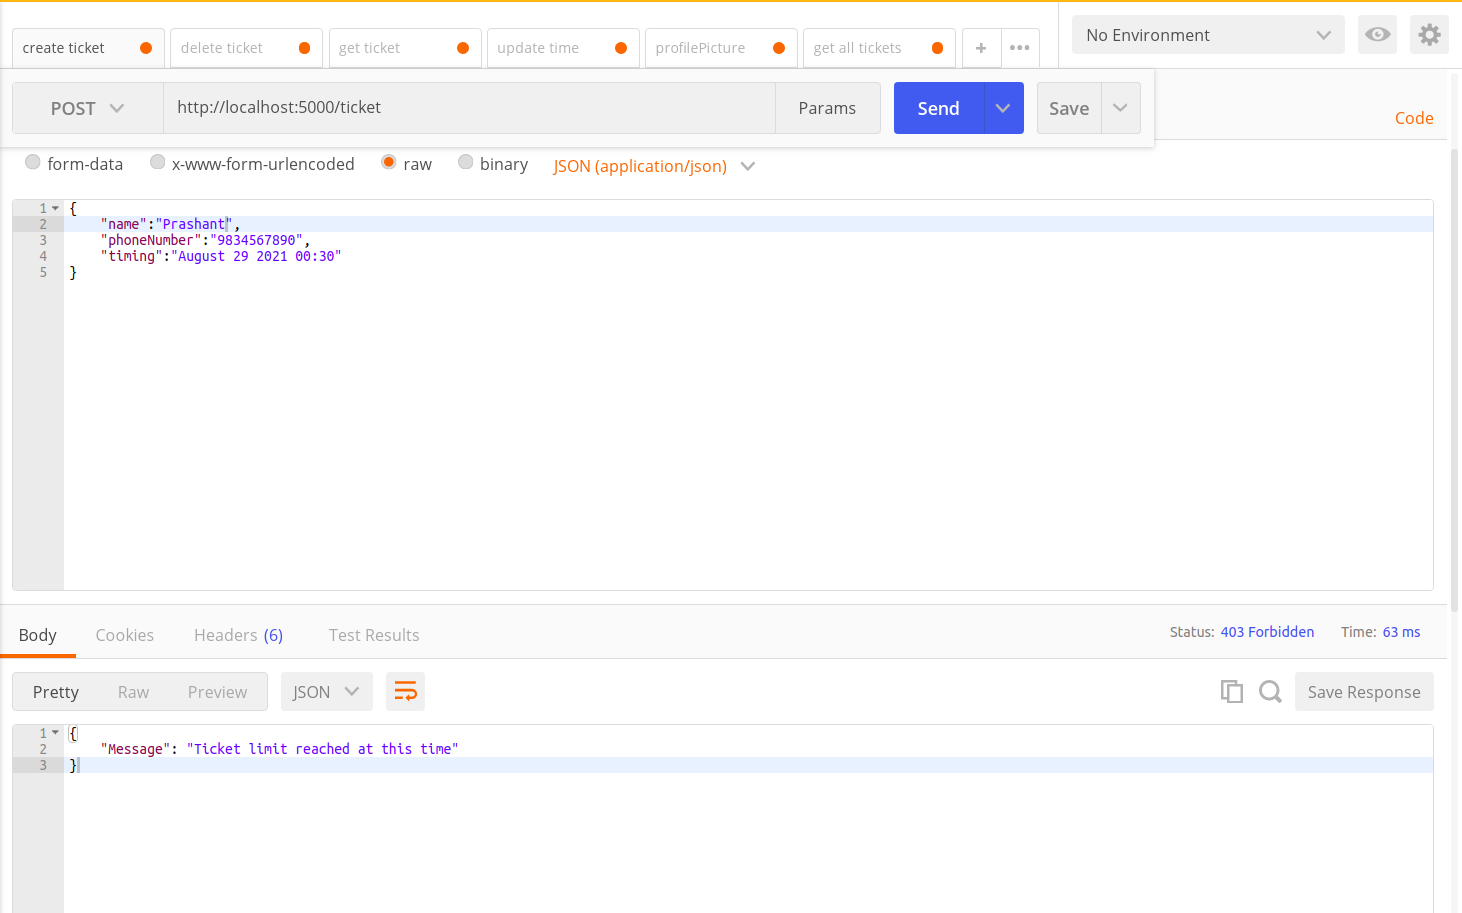 create ticket delete ticket get ticket update time profilePicture get all tickets + ••• No Environment
POST http://localhost:5000/ticket Params Send Save Code
form-data x-www-form-urlencoded raw binary JSON (application/json)
1 {
2 "name":"Prashant",
3 "phoneNumber":"9834567890",
4 "timing":"August 29 2021 00:30"
5 }
Body Cookies Headers (6) Test Results Status: 403 Forbidden Time: 63 ms
Pretty Raw Preview JSON Save Response
1 {
2 "Message": "Ticket limit reached at this time"
3 }